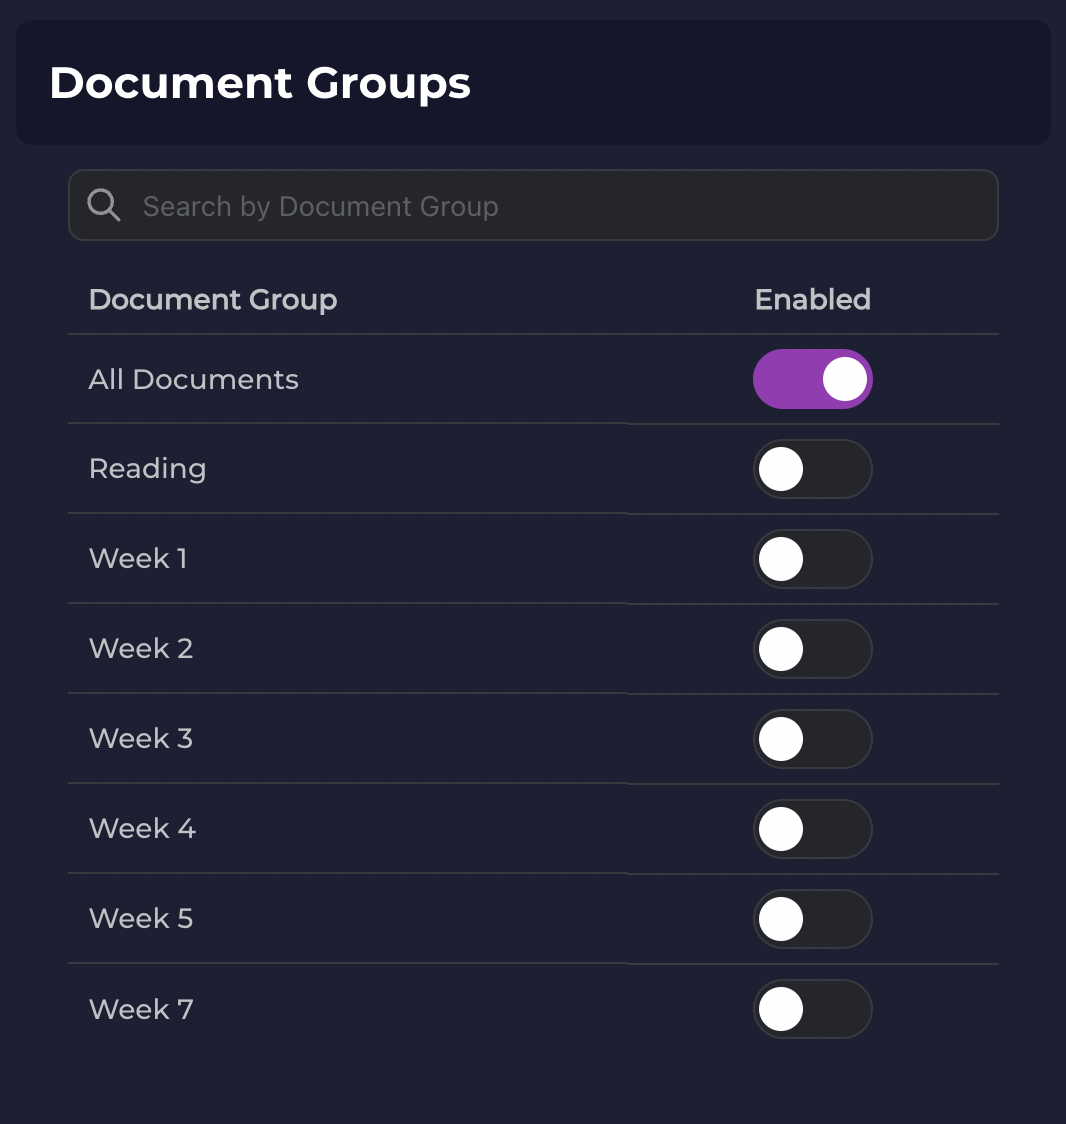 Document Groups
Search by Document Group
Document Group Enabled
All Documents
Reading
Week 1
Week 2
Week 3
Week 4
Week 5
Week 7